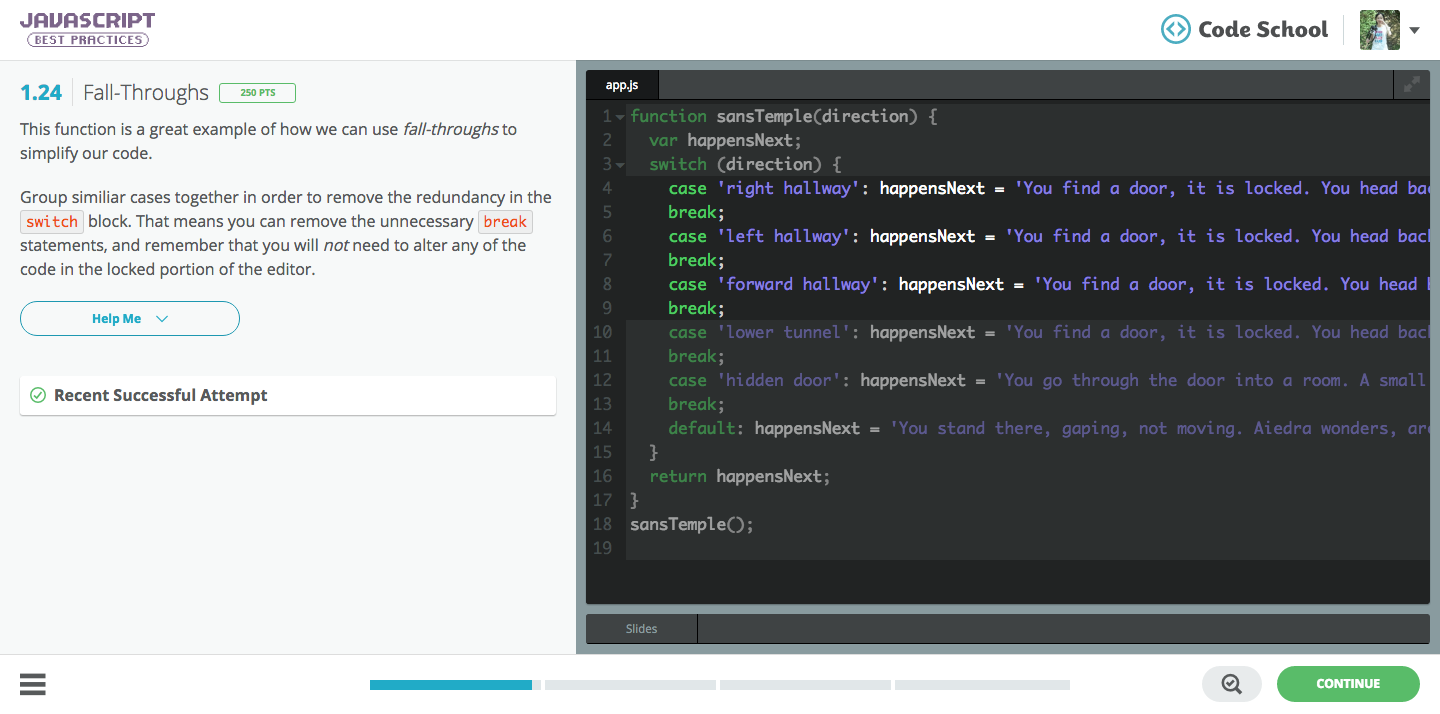 JAVASCRIPT
BEST PRACTICES
Code School
1.24 Fall-Throughs 250 PTS
This function is a great example of how we can use fall-throughs to
simplify our code.
Group similiar cases together in order to remove the redundancy in the
switch block. That means you can remove the unnecessary break
statements, and remember that you will not need to alter any of the
code in the locked portion of the editor.
Help Me
Recent Successful Attempt
app.js
1 function sansTemple(direction) {
2 var happensNext;
3 switch (direction) {
4 case 'right hallway': happensNext = 'You find a door, it is locked. You head
5 break;
6 case 'left hallway': happensNext = 'You find a door, it is locked. You head
7 break;
8 case 'forward hallway': happensNext = 'You find a door, it is locked. You head
9 break;
10 case 'lower tunnel': happensNext = 'You find a door, it is locked. You head
11 break;
12 case 'hidden door': happensNext = 'You go through the door into a room. A small
13 break;
14 default: happensNext = 'You stand there, gaping, not moving. Aiedra wonders,
15 }
16 return happensNext;
17 }
18 sansTemple();
19
Slides
CONTINUE